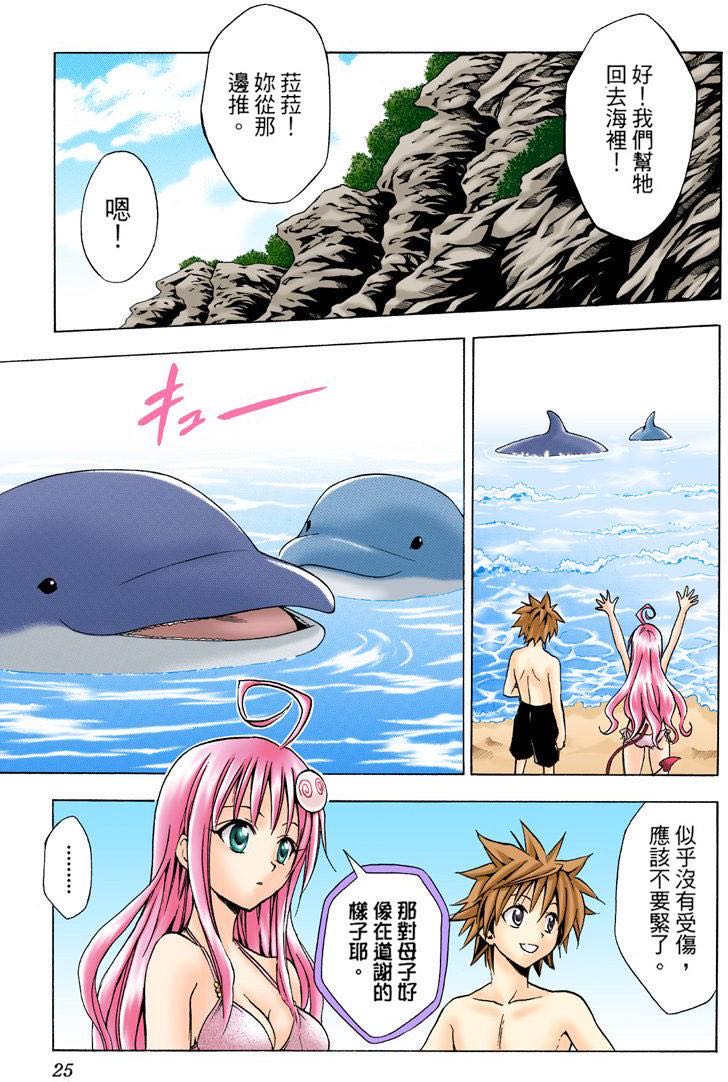 好！我們幫牠
回去海裡！
菈菈！
妳從那
邊推。
嗯！
キュー
似乎沒有受傷，
應該不要緊了。
那對母子好
像在道謝的
樣子耶。
………
25